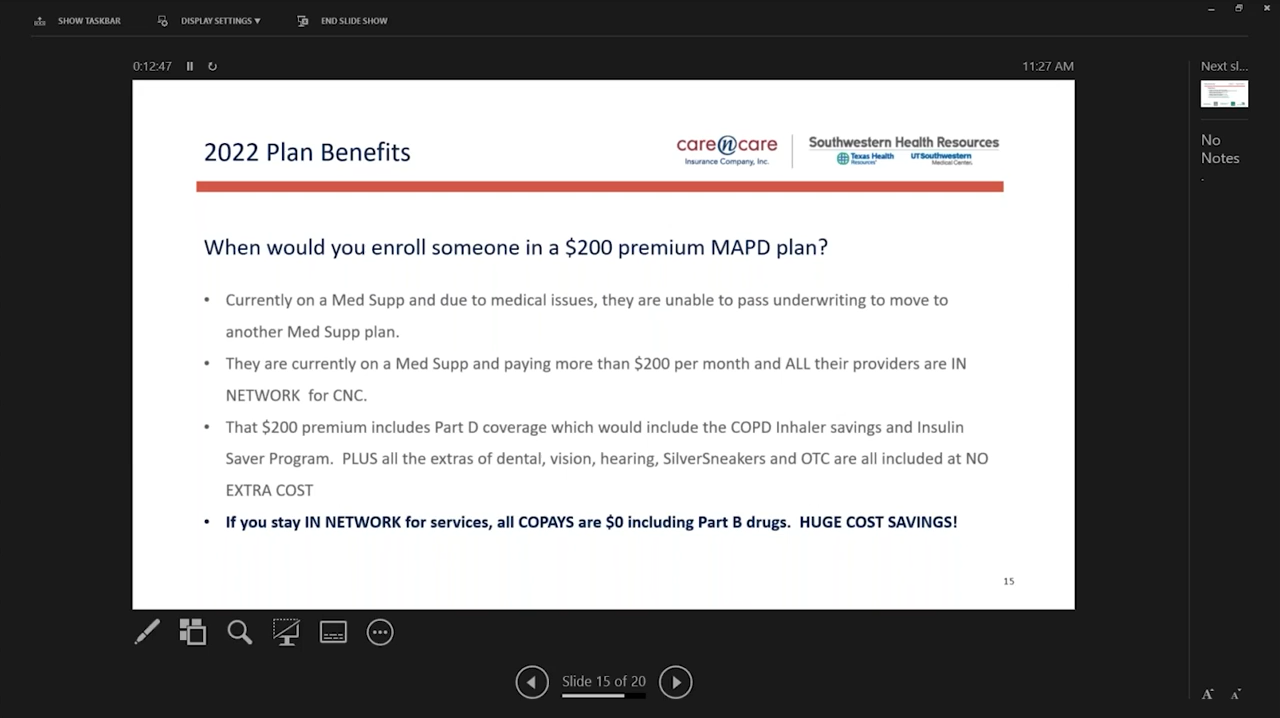 SHOW TASKBAR
DISPLAY SETTINGS ▼
END SLIDE SHOW
0:12:47
11:27 AM
Next sl...
2022 Plan Benefits
care n care
Insurance Company, Inc.
Southwestern Health Resources
Texas Health
Resources
UTSouthwestern
Medical Center
No
Notes
.
When would you enroll someone in a $200 premium MAPD plan?
• Currently on a Med Supp and due to medical issues, they are unable to pass underwriting to move to
another Med Supp plan.
• They are currently on a Med Supp and paying more than $200 per month and ALL their providers are IN
NETWORK for CNC.
• That $200 premium includes Part D coverage which would include the COPD Inhaler savings and Insulin
Saver Program. PLUS all the extras of dental, vision, hearing, SilverSneakers and OTC are all included at NO
EXTRA COST
• If you stay IN NETWORK for services, all COPAYS are $0 including Part B drugs. HUGE COST SAVINGS!
15
Slide 15 of 20
A A